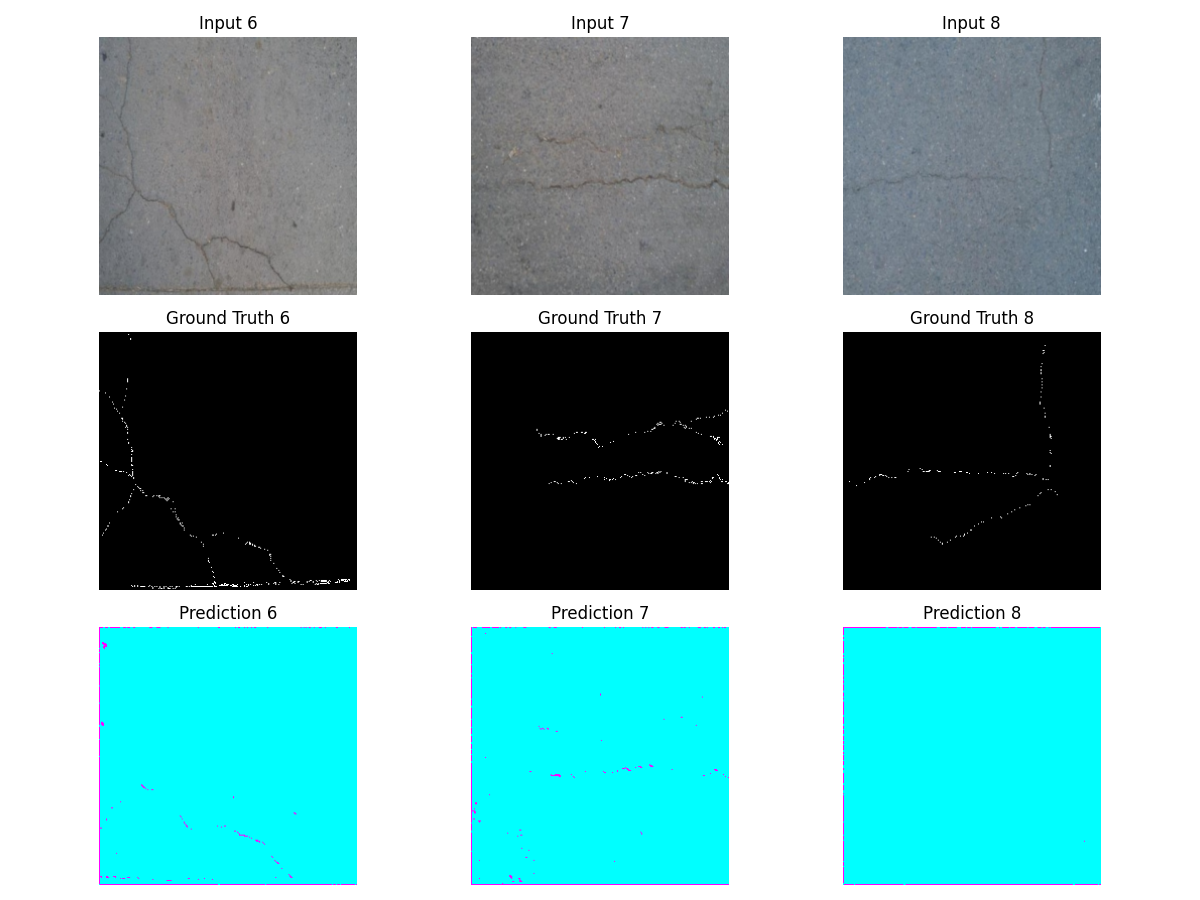 Input 6
Input 7
Input 8
Ground Truth 6
Ground Truth 7
Ground Truth 8
Prediction 6
Prediction 7
Prediction 8